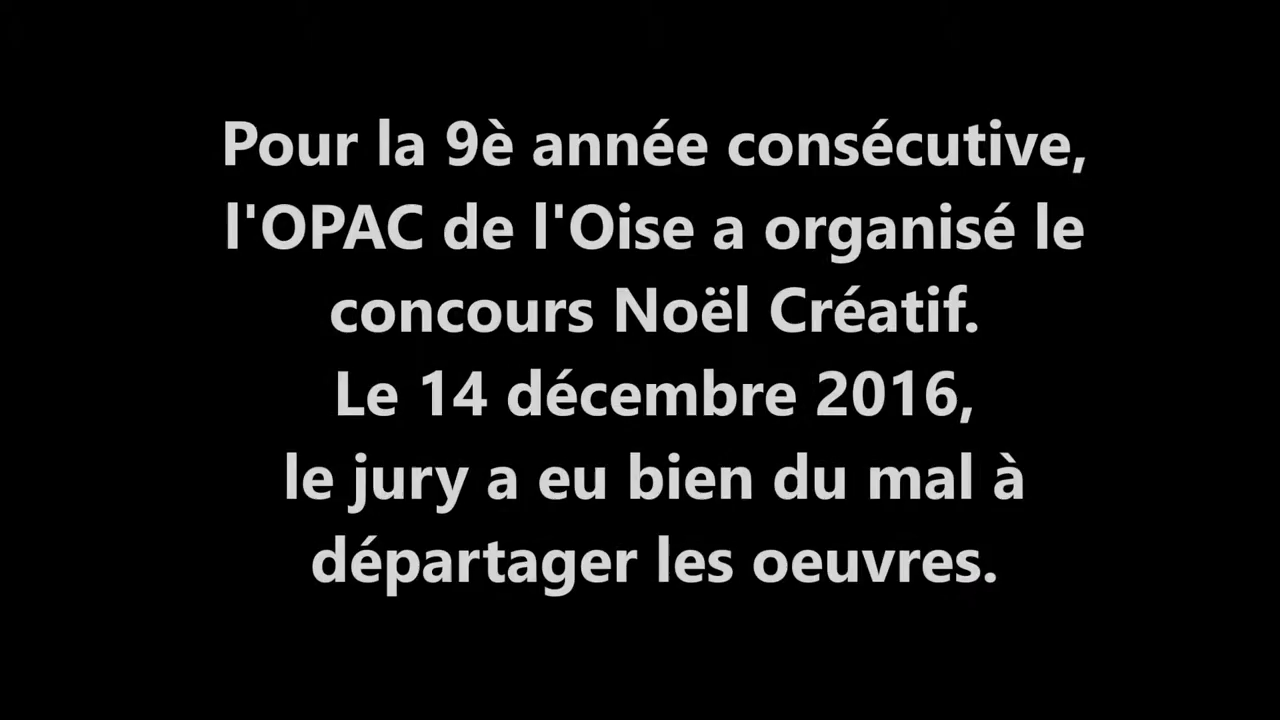 Pour la 9è année consécutive,
l'OPAC de l'Oise a organisé le
concours Noël Créatif.
Le 14 décembre 2016,
le jury a eu bien du mal à
départager les oeuvres.